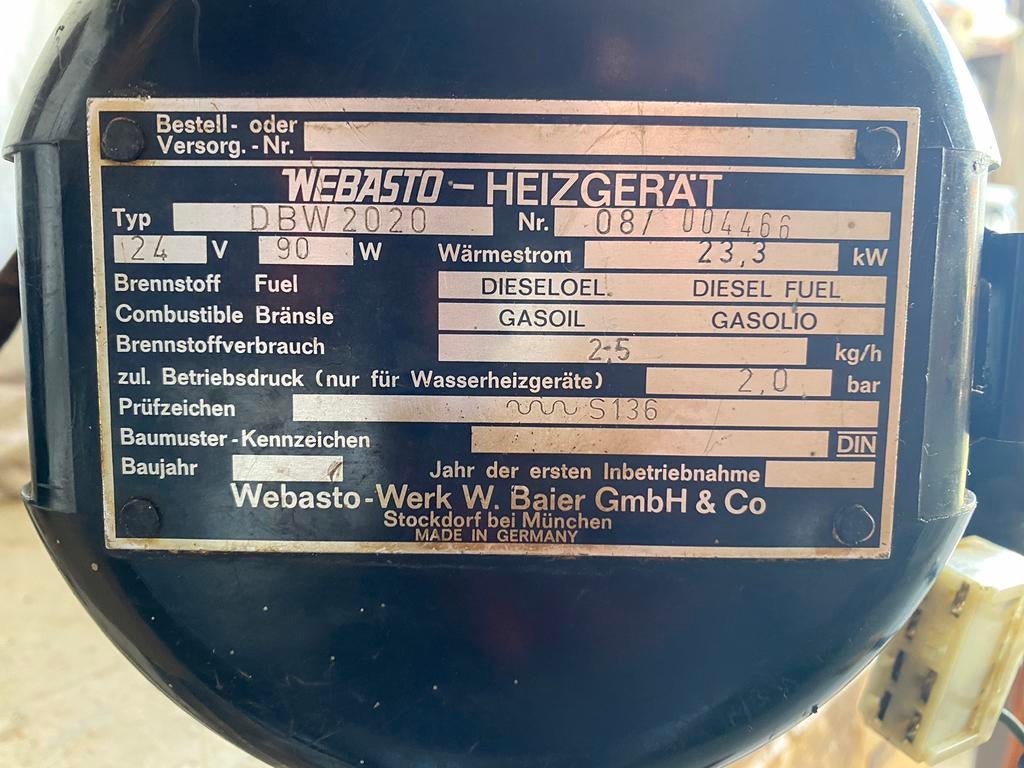 Bestell- oder
Versorg. - Nr.
WEBASTO - HEIZGERÄT
Typ DBW 2020 Nr. 08/ 004466
24 V 90 W Wärmestrom 23,3 kW
Brennstoff Fuel DIESELOEL DIESEL FUEL
Combustible Bränsle GASOIL GASOLIO
Brennstoffverbrauch 2,5 kg/h
zul. Betriebsdruck (nur für Wasserheizgeräte) 2,0 bar
Prüfzeichen S136
Baumuster-Kennzeichen DIN
Baujahr Jahr der ersten Inbetriebnahme
Webasto-Werk W. Baier GmbH & Co
Stockdorf bei München
MADE IN GERMANY